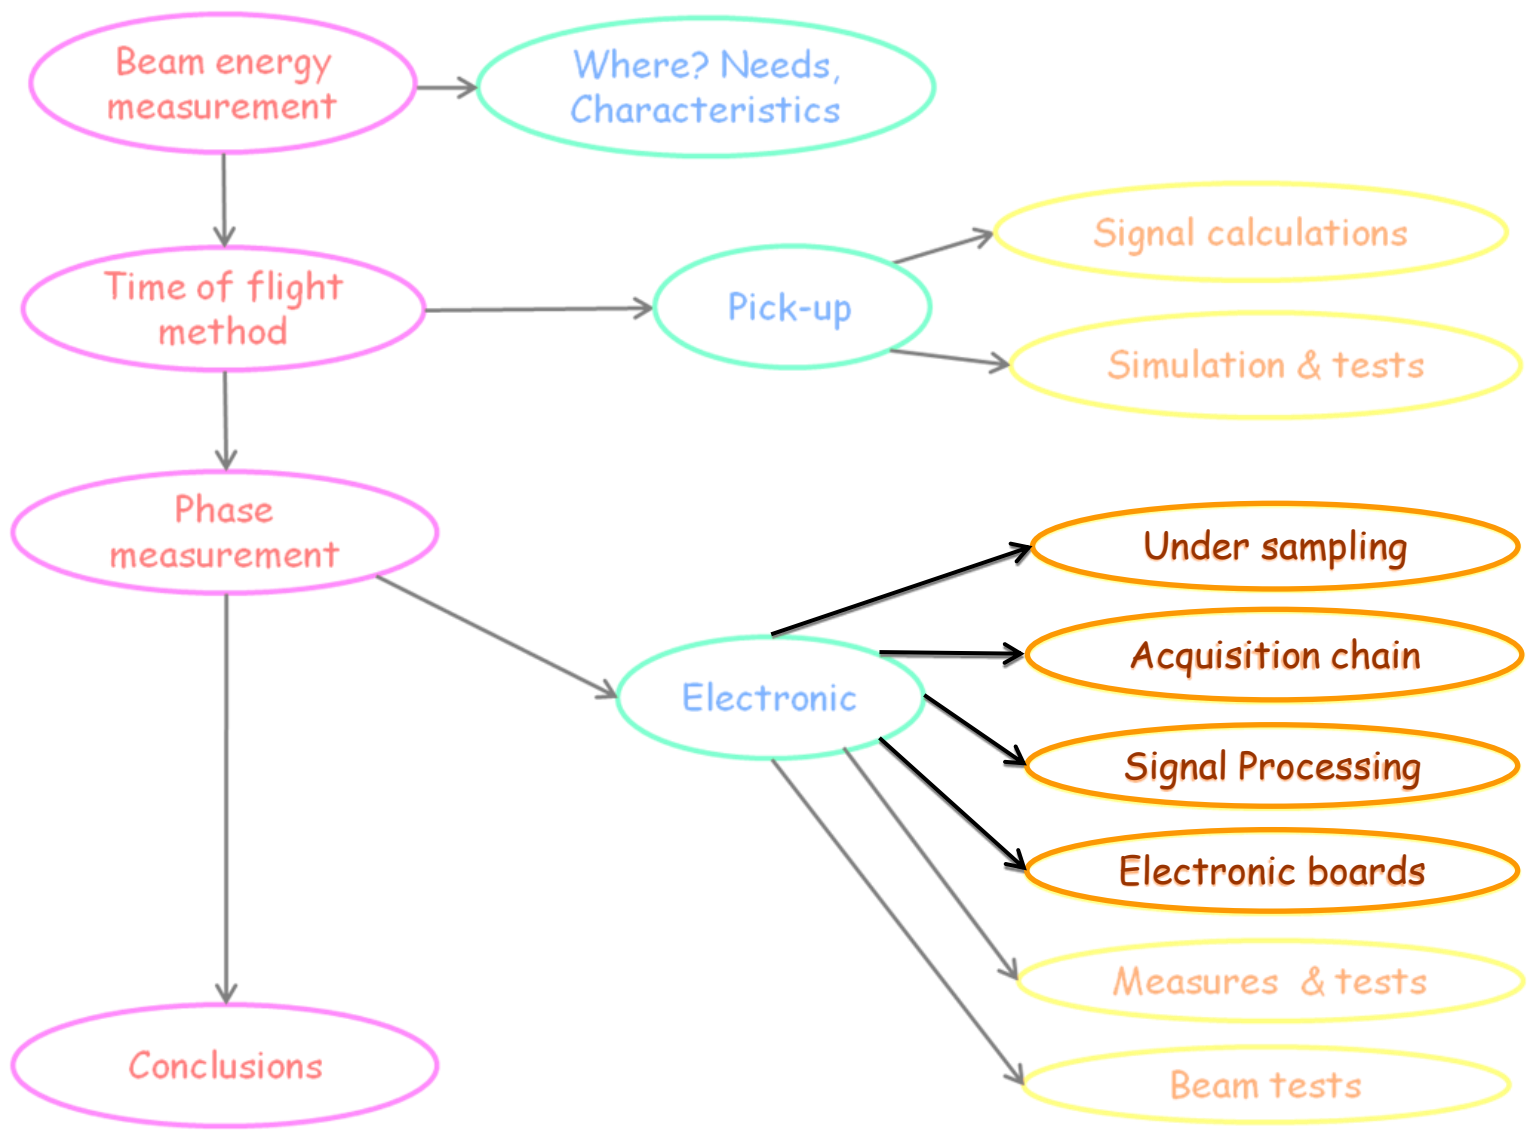 Beam energy
measurement
Where? Needs,
Characteristics
Signal calculations
Time of flight
method
Pick-up
Simulation & tests
Phase
measurement
Under sampling
Acquisition chain
Electronic
Signal Processing
Electronic boards
Measures & tests
Conclusions
Beam tests